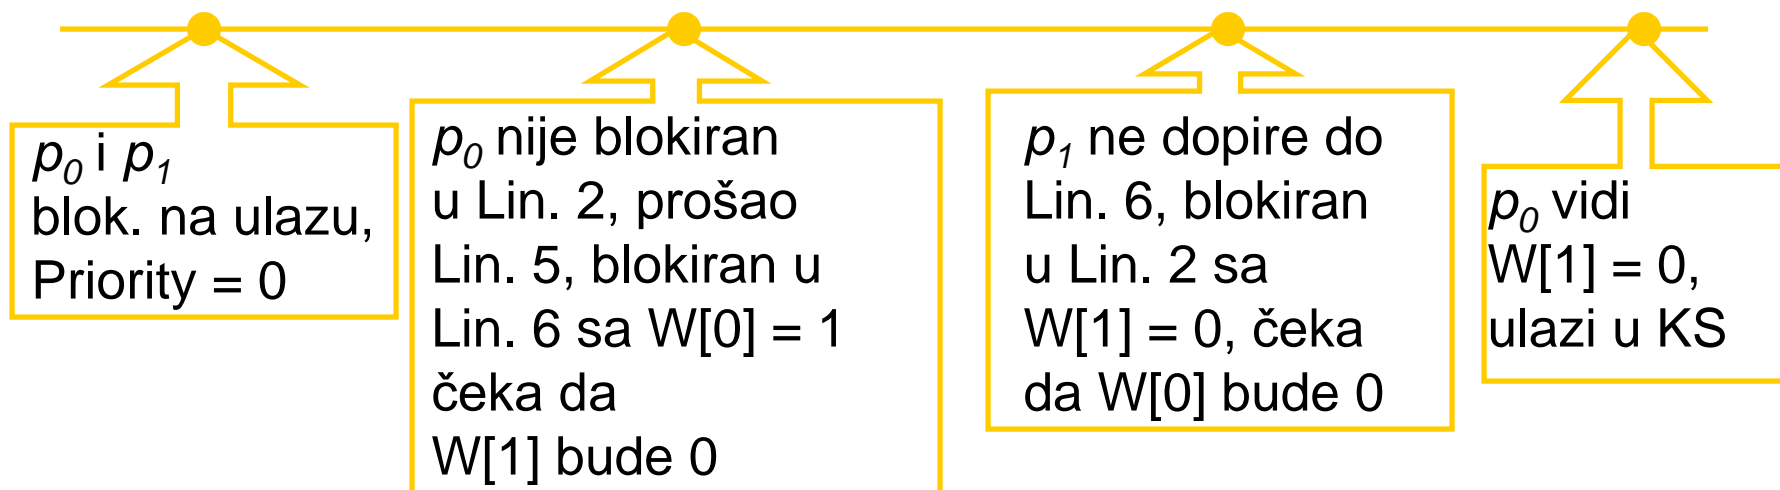 p0 i p1
blok. na ulazu,
Priority = 0
p0 nije blokiran
u Lin. 2, prošao
Lin. 5, blokiran u
Lin. 6 sa W[0] = 1
čeka da
W[1] bude 0
p1 ne dopire do
Lin. 6, blokiran
u Lin. 2 sa
W[1] = 0, čeka
da W[0] bude 0
p0 vidi
W[1] = 0,
ulazi u KS